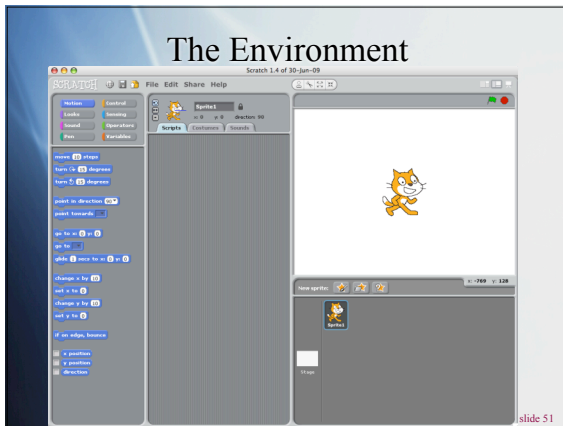 The Environment
Scratch 1.4 of 30-Jun-09
SCRATCH File Edit Share Help
Motion Control
Looks Sensing
Sound Operators
Pen Variables
Sprite1
x: 0 y: 0 direction: 90
Scripts Costumes Sounds
move 10 steps
turn 15 degrees
turn 15 degrees
point in direction 90
point towards
go to x: 0 y: 0
go to
glide 1 secs to x: 0 y: 0
change x by 10
set x to 0
change y by 10
set y to 0
if on edge, bounce
x position
y position
direction
x: -769 y: 128
New sprite:
Sprite1
Stage
slide 51